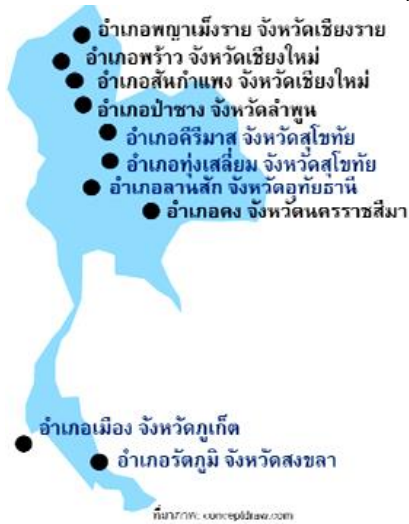 อำเภอพญาเม็งราย จังหวัดเชียงราย
อำเภอพร้าว จังหวัดเชียงใหม่
อำเภอสันกำแพง จังหวัดเชียงใหม่
อำเภอป่าซาง จังหวัดลำพูน
อำเภอคีรีมาส จังหวัดสุโขทัย
อำเภอทุ่งเสลี่ยม จังหวัดสุโขทัย
อำเภอลานสัก จังหวัดอุทัยธานี
อำเภอคง จังหวัดนครราชสีมา
อำเภอเมือง จังหวัดภูเก็ต
อำเภอรัตภูมิ จังหวัดสงขลา
ที่มาภาพ: conceptdraw.com